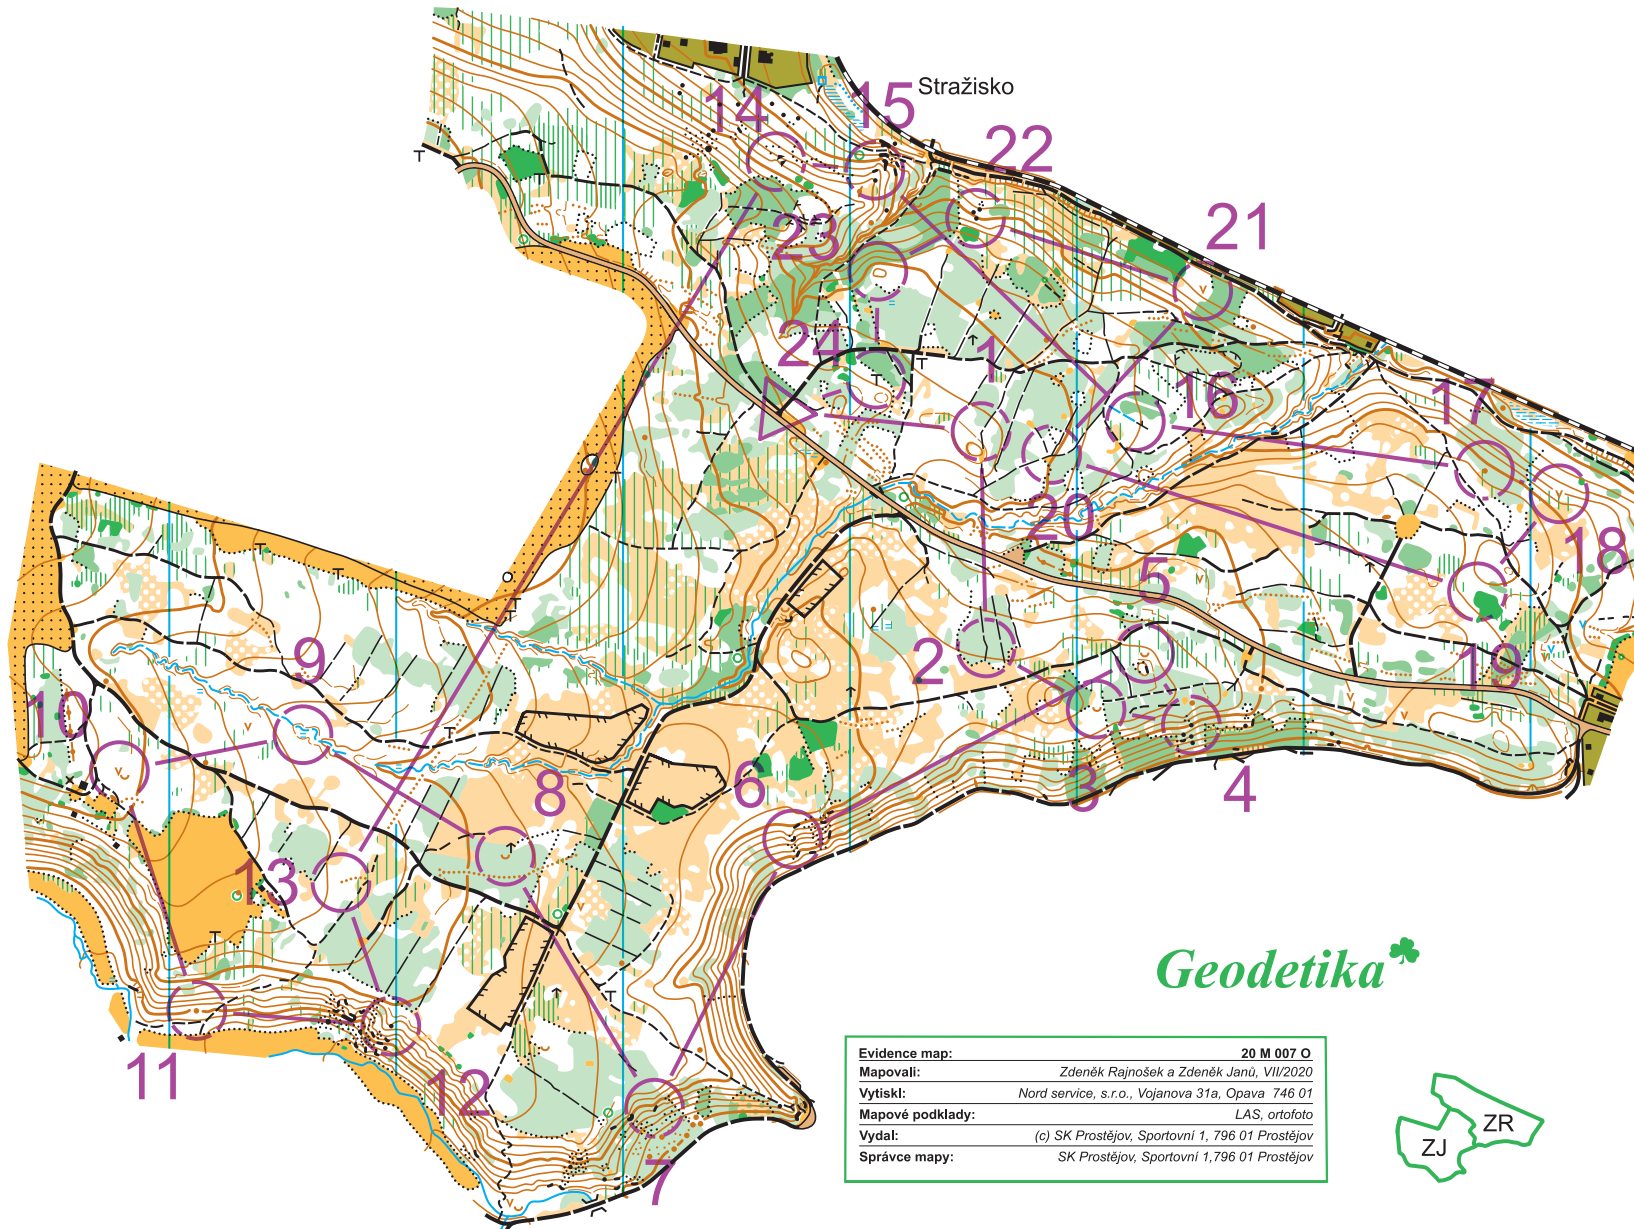 Stražisko
14
15
22
23
21
24
1
16
17
20
18
5
2
19
9
10
8
6
3
4
13
11
12
7
Geodetika
Evidence map: 20 M 007 O
Mapovali: Zdeněk Rajnošek a Zdeněk Janů, VII/2020
Vytiskl: Nord service, s.r.o., Vojanova 31a, Opava 746 01
Mapové podklady: LAS, ortofoto
Vydal: (c) SK Prostějov, Sportovní 1, 796 01 Prostějov
Správce mapy: SK Prostějov, Sportovní 1,796 01 Prostějov
ZR
ZJ